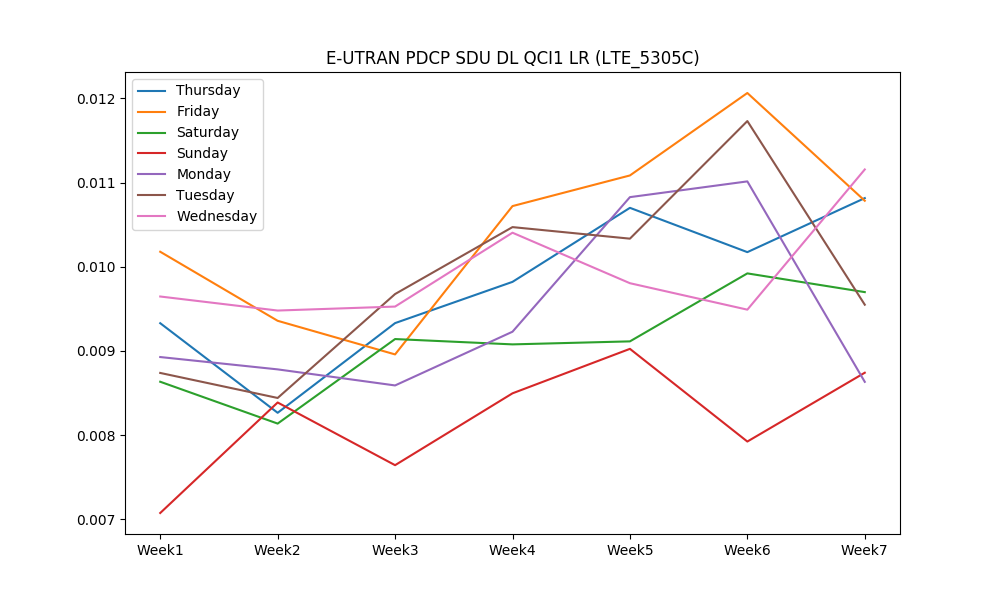 E-UTRAN PDCP SDU DL QCI1 LR (LTE_5305C)
Thursday
Friday
Saturday
Sunday
Monday
Tuesday
Wednesday
0.012
0.011
0.010
0.009
0.008
0.007
Week1 Week2 Week3 Week4 Week5 Week6 Week7